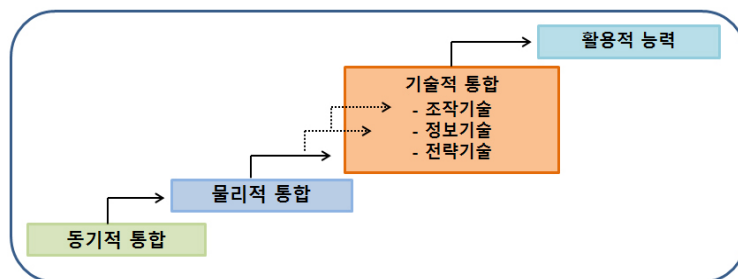 활용적 능력
기술적 통합
- 조작기술
- 정보기술
- 전략기술
물리적 통합
동기적 통합